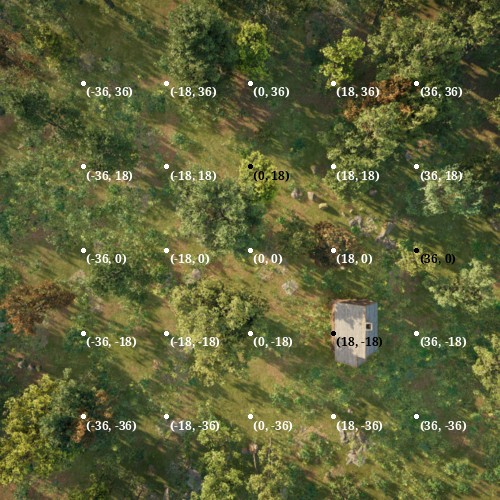 (-36, 36) (-18, 36) (0, 36) (18, 36) (36, 36)
(-36, 18) (-18, 18) (0, 18) (18, 18) (36, 18)
(-36, 0) (-18, 0) (0, 0) (18, 0) (36, 0)
(-36, -18) (-18, -18) (0, -18) (18, -18) (36, -18)
(-36, -36) (-18, -36) (0, -36) (18, -36) (36, -36)